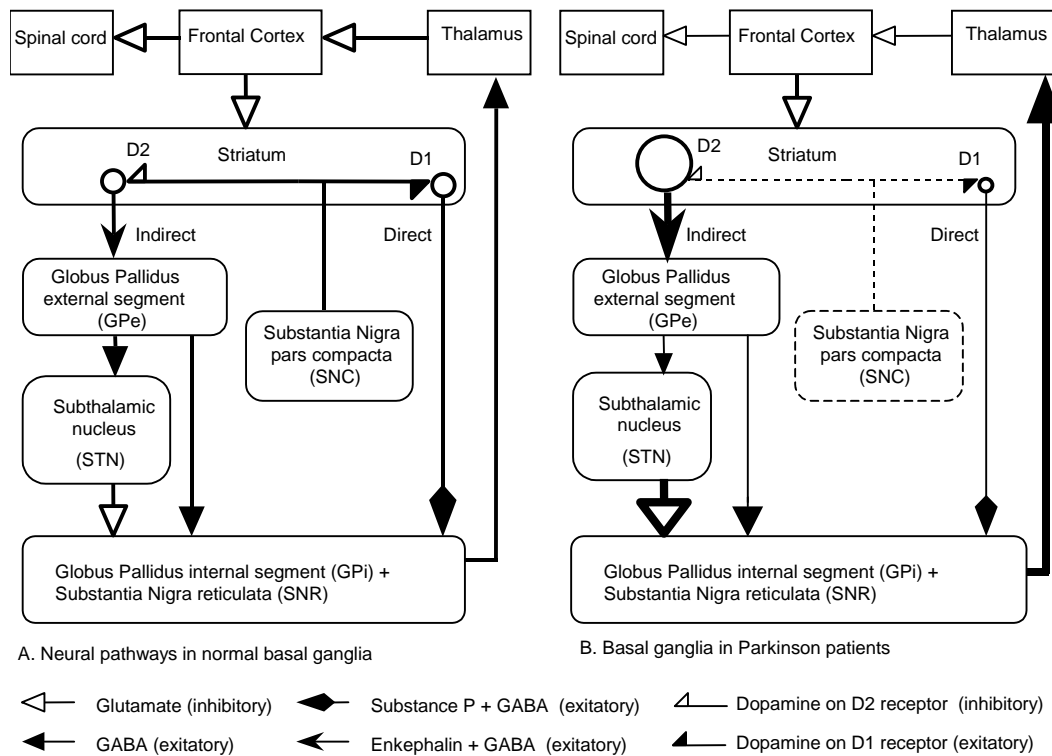 Spinal cord
Frontal Cortex
Thalamus
D2
Striatum
D1
Indirect
Direct
Globus Pallidus
external segment
(GPe)
Substantia Nigra
pars compacta
(SNC)
Subthalamic
nucleus
(STN)
Globus Pallidus internal segment (GPi) +
Substantia Nigra reticulata (SNR)
A. Neural pathways in normal basal ganglia
Spinal cord
Frontal Cortex
Thalamus
D2
Striatum
D1
Indirect
Direct
Globus Pallidus
external segment
(GPe)
Substantia Nigra
pars compacta
(SNC)
Subthalamic
nucleus
(STN)
Globus Pallidus internal segment (GPi) +
Substantia Nigra reticulata (SNR)
B. Basal ganglia in Parkinson patients
Glutamate (inhibitory)
Substance P + GABA (exitatory)
Dopamine on D2 receptor (inhibitory)
GABA (exitatory)
Enkephalin + GABA (exitatory)
Dopamine on D1 receptor (exitatory)